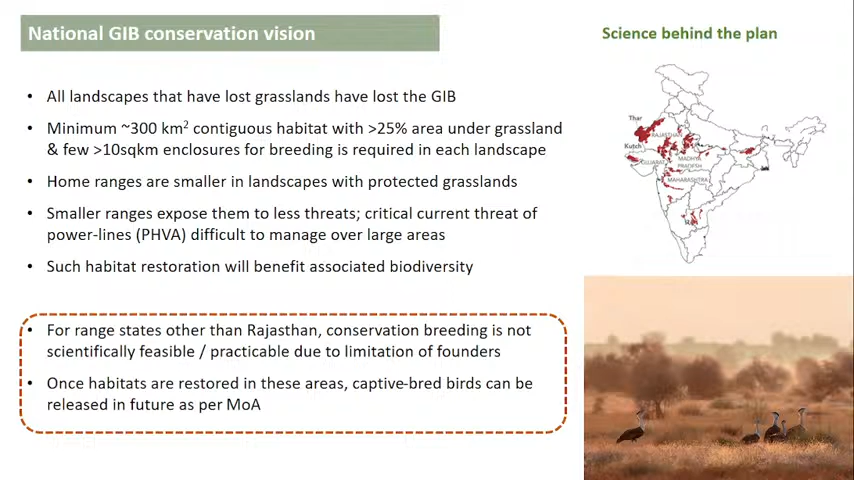 National GIB conservation vision
Science behind the plan
• All landscapes that have lost grasslands have lost the GIB
• Minimum ~300 km² contiguous habitat with >25% area under grassland
& few >10sqkm enclosures for breeding is required in each landscape
• Home ranges are smaller in landscapes with protected grasslands
• Smaller ranges expose them to less threats; critical current threat of
power-lines (PHVA) difficult to manage over large areas
• Such habitat restoration will benefit associated biodiversity
• For range states other than Rajasthan, conservation breeding is not
scientifically feasible / practicable due to limitation of founders
• Once habitats are restored in these areas, captive-bred birds can be
released in future as per MoA
Thar
RAJASTHAN
Kutch
GUJARAT
MADHYA
PRADESH
MAHARASHTRA